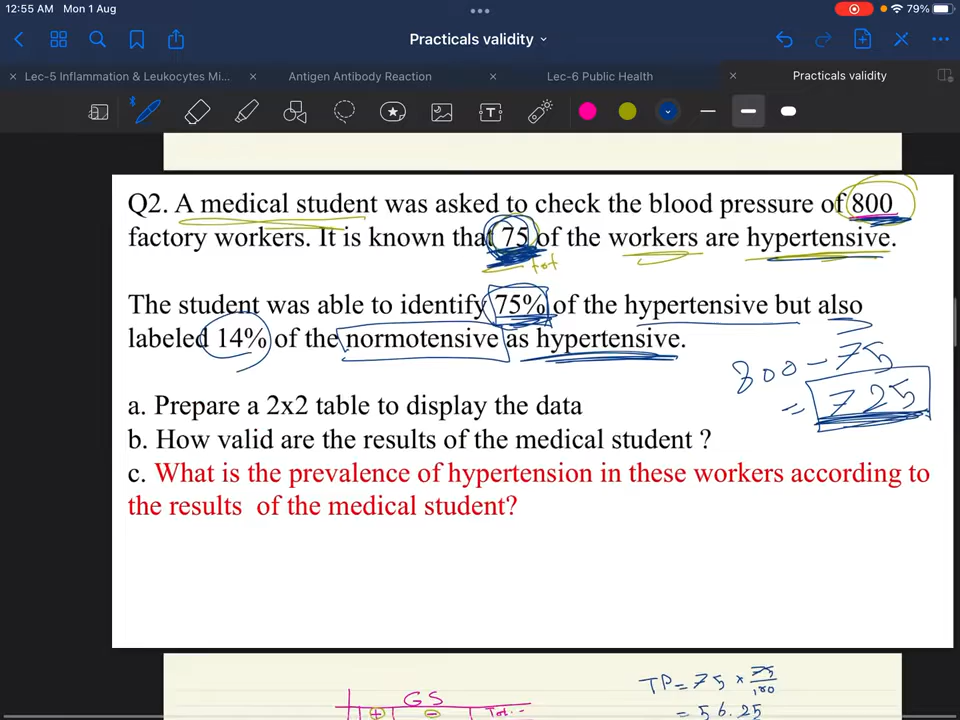 12:55 AM Mon 1 Aug
79%
Practicals validity
Lec-5 Inflammation & Leukocytes Mi...
Antigen Antibody Reaction
Lec-6 Public Health
Practicals validity
Q2. A medical student was asked to check the blood pressure of 800
factory workers. It is known that 75 of the workers are hypertensive.
tot
The student was able to identify 75% of the hypertensive but also
labeled 14% of the normotensive as hypertensive.
800 - 75
= 725
a. Prepare a 2x2 table to display the data
b. How valid are the results of the medical student ?
c. What is the prevalence of hypertension in these workers according to
the results of the medical student?
TP = 75 × 75/100
= 56.25
GS
+ - Tot.-